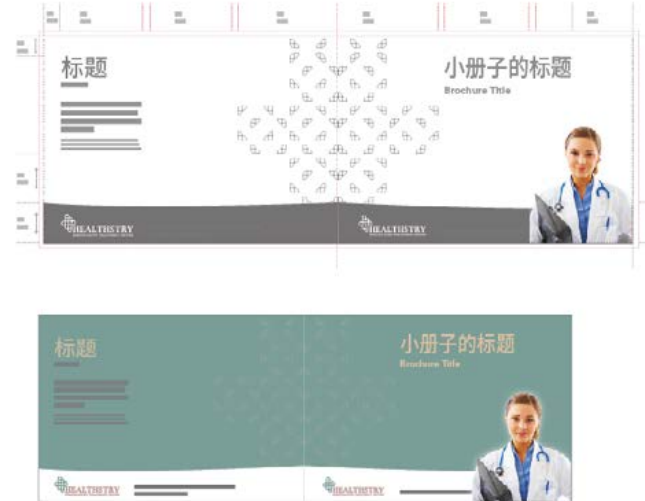 标题
小册子的标题
Brochure Title
HEALTHSTRY
HEALTHSTRY
标题
小册子的标题
Brochure Title
HEALTHSTRY
HEALTHSTRY